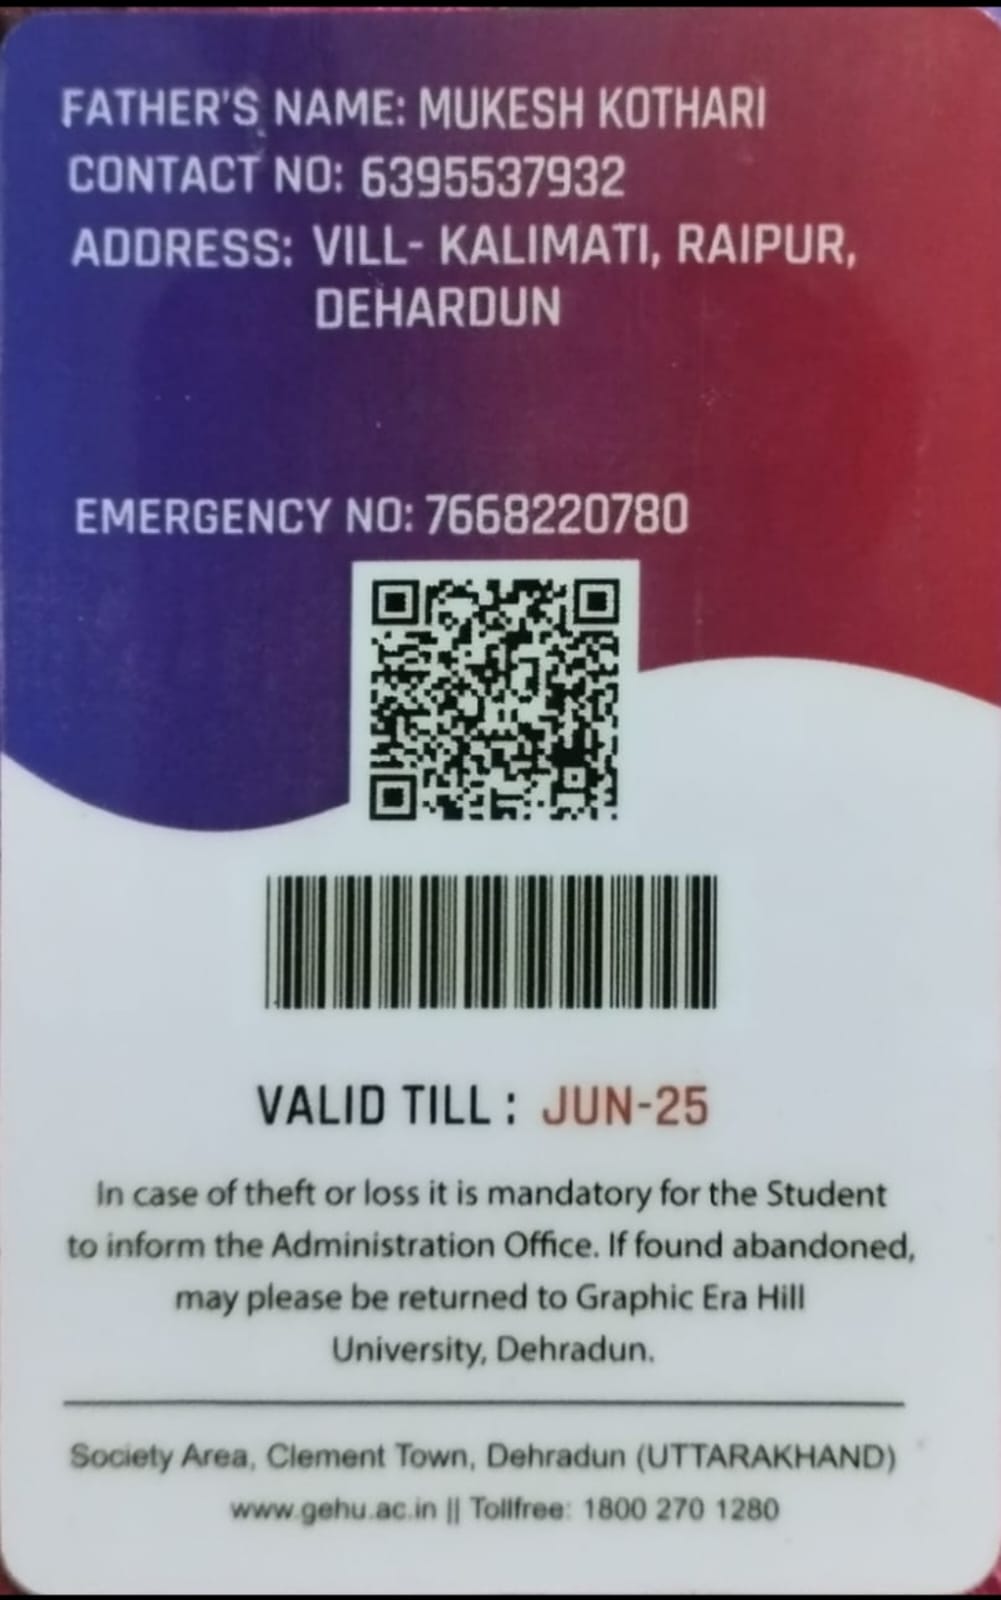 FATHER'S NAME: MUKESH KOTHARI
CONTACT NO: 6395537932
ADDRESS: VILL- KALIMATI, RAIPUR,
DEHARDUN
EMERGENCY NO: 7668220780
VALID TILL : JUN-25
In case of theft or loss it is mandatory for the Student
to inform the Administration Office. If found abandoned,
may please be returned to Graphic Era Hill
University, Dehradun.
Society Area, Clement Town, Dehradun (UTTARAKHAND)
www.gehu.ac.in || Tollfree: 1800 270 1280